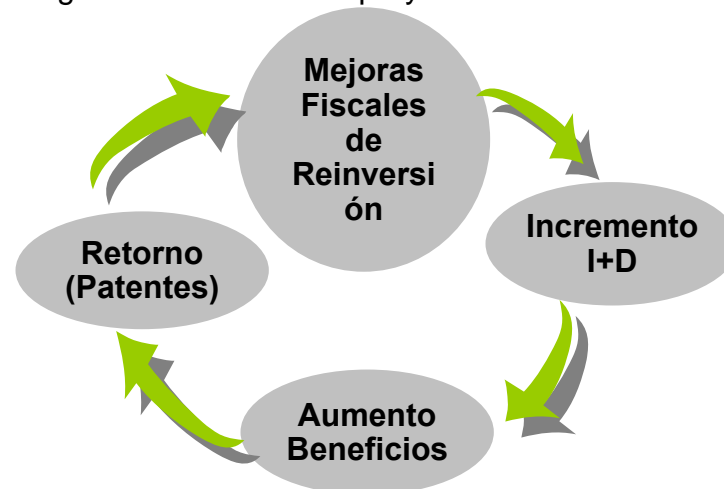 Mejoras
Fiscales
de
Reinversi
ón
Incremento
I+D
Retorno
(Patentes)
Aumento
Beneficios